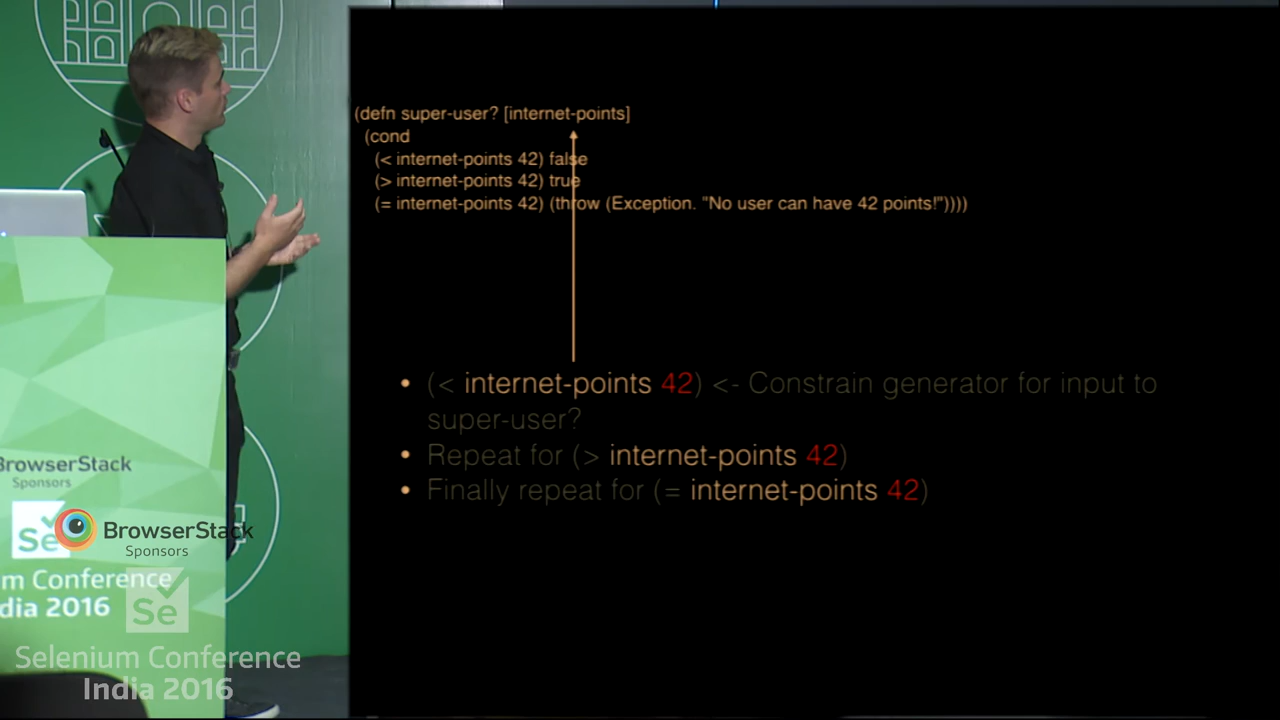 (defn super-user? [internet-points]
(cond
(< internet-points 42) false
(> internet-points 42) true
(= internet-points 42) (throw (Exception. "No user can have 42 points!"))))
• (< internet-points 42) <- Constrain generator for input to
super-user?
• Repeat for (> internet-points 42)
• Finally repeat for (= internet-points 42)
BrowserStack
Sponsors
Se
BrowserStack
Sponsors
m Conference
dia 2016
Se
Selenium Conference
India 2016